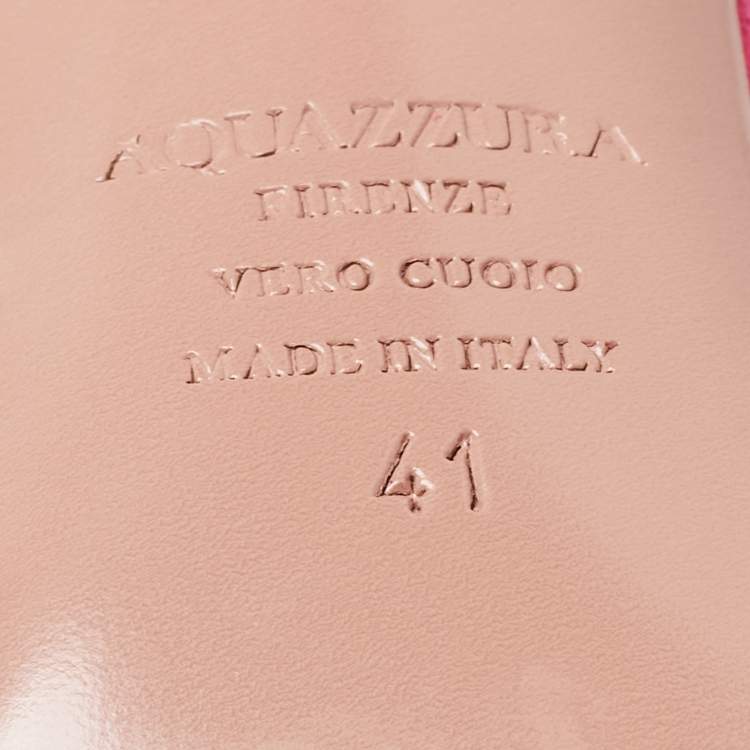 AQUAZZURA
FIRENZE
VERO CUOIO
MADE IN ITALY
41